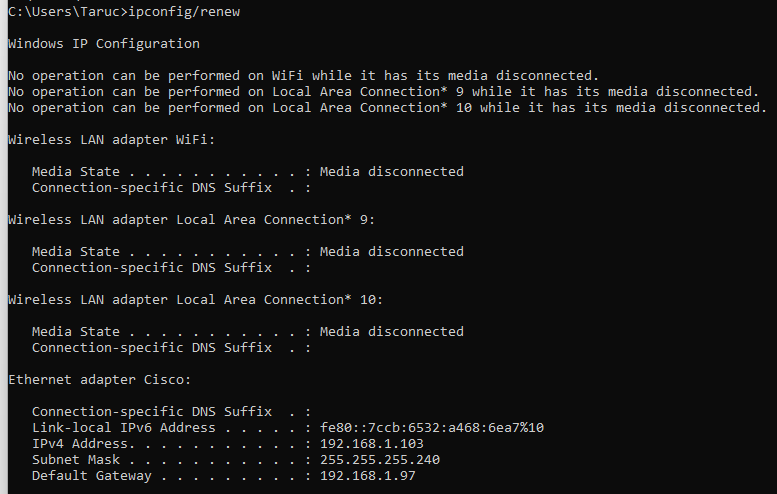 C:\Users\Taruc>ipconfig/renew
Windows IP Configuration
No operation can be performed on WiFi while it has its media disconnected.
No operation can be performed on Local Area Connection* 9 while it has its media disconnected.
No operation can be performed on Local Area Connection* 10 while it has its media disconnected.
Wireless LAN adapter WiFi:
Media State . . . . . . . . . . . : Media disconnected
Connection-specific DNS Suffix  . :
Wireless LAN adapter Local Area Connection* 9:
Media State . . . . . . . . . . . : Media disconnected
Connection-specific DNS Suffix  . :
Wireless LAN adapter Local Area Connection* 10:
Media State . . . . . . . . . . . : Media disconnected
Connection-specific DNS Suffix  . :
Ethernet adapter Cisco:
Connection-specific DNS Suffix  . :
Link-local IPv6 Address . . . . . : fe80::7ccb:6532:a468:6ea7%10
IPv4 Address. . . . . . . . . . . : 192.168.1.103
Subnet Mask . . . . . . . . . . . : 255.255.255.240
Default Gateway . . . . . . . . . : 192.168.1.97